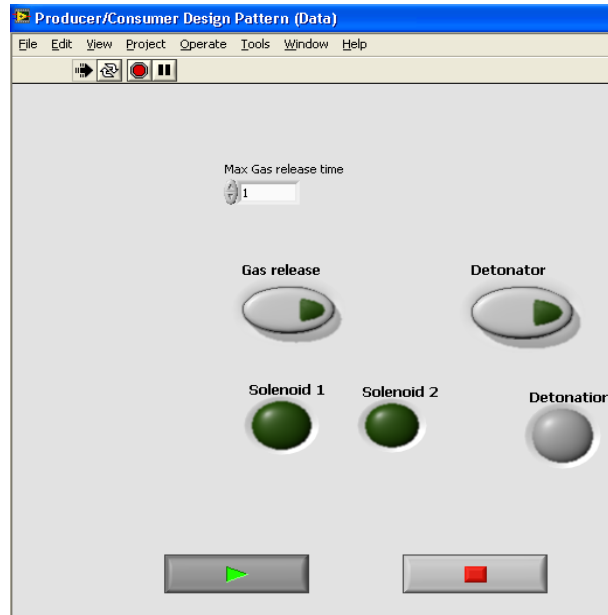 Producer/Consumer Design Pattern (Data)
File Edit View Project Operate Tools Window Help
Max Gas release time
1
Gas release
Detonator
Solenoid 1
Solenoid 2
Detonation